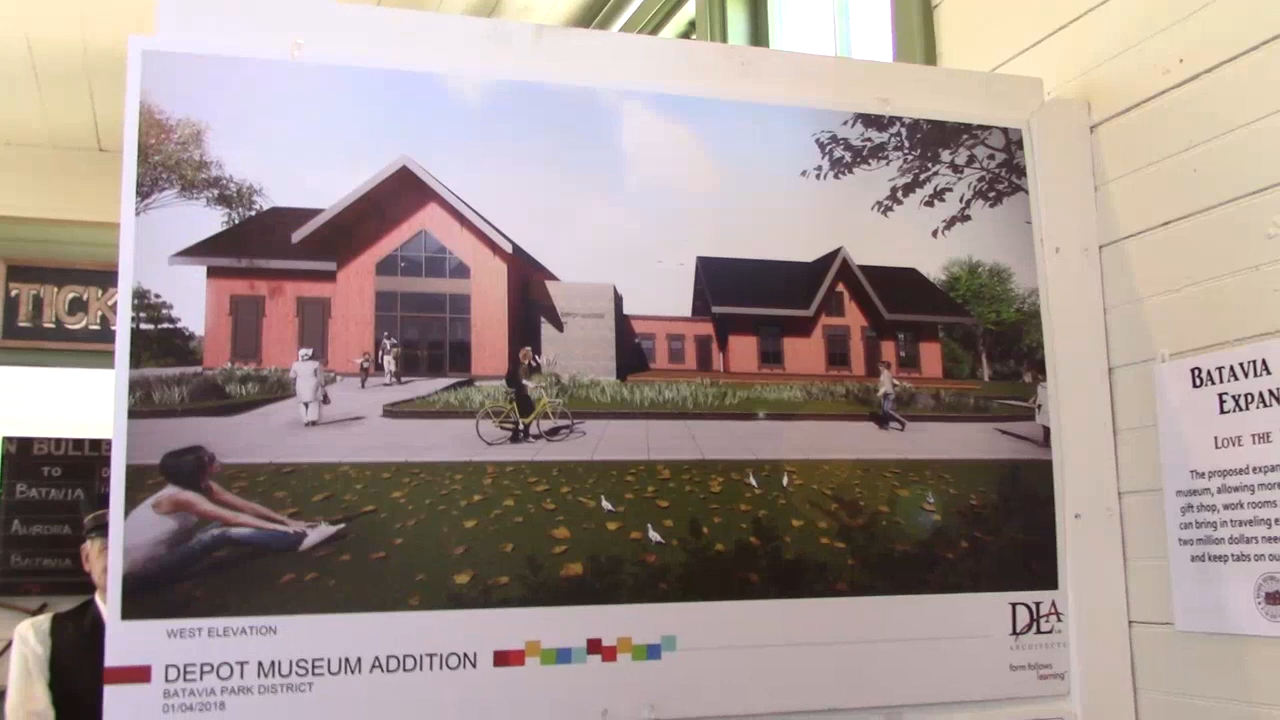 TICK
N BULLE
TO
D
BATAVIA
AURORA
BATAVIA
WEST ELEVATION
DEPOT MUSEUM ADDITION
BATAVIA PARK DISTRICT
01/04/2018
DLA
ARCHITECTS
form follows
learning
BATAVIA
EXPAN
LOVE THE
The proposed expan
museum, allowing more
gift shop, work rooms
can bring in traveling e
two million dollars nee
and keep tabs on ou